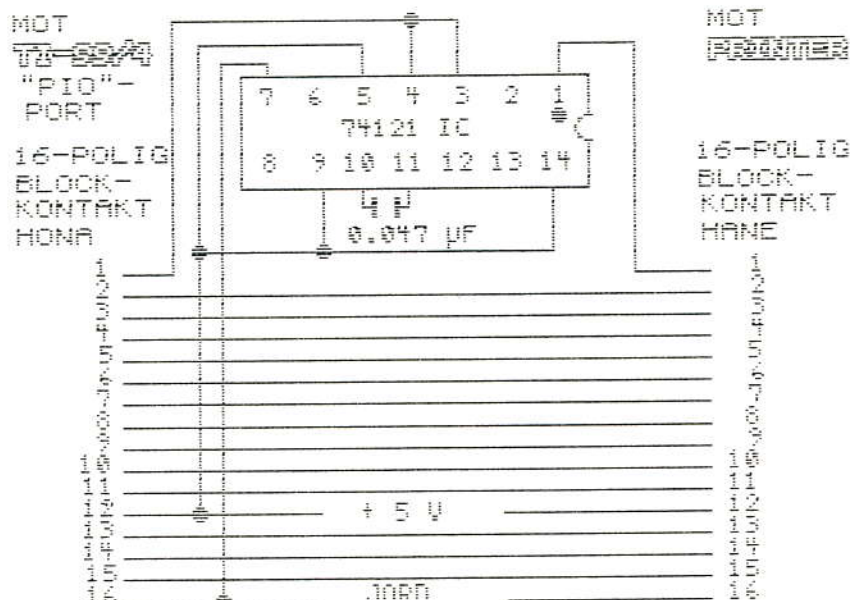 MOT
TI-99/4
"PIO"-
PORT
16-POLIG
BLOCK-
KONTAKT
HONA
MOT
PRINTER
16-POLIG
BLOCK-
KONTAKT
HANE
7 6 5 4 3 2 1
74121 IC
8 9 10 11 12 13 14
0.047 µF
1 1
2 2
3 3
4 4
5 5
6 6
7 7
8 8
9 9
10 10
11 11
12 + 5 V 12
13 13
14 14
15 15
16 JORD 16